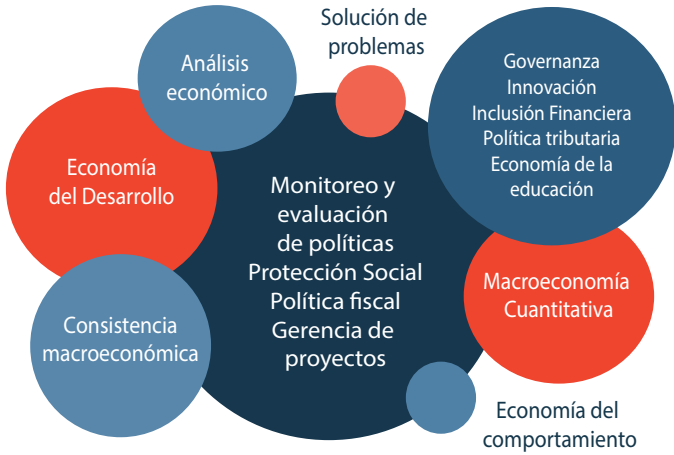 Solución de
problemas
Análisis
económico
Governanza
Innovación
Inclusión Financiera
Política tributaria
Economía de la
educación
Economía
del Desarrollo
Monitoreo y
evaluación
de políticas
Protección Social
Política fiscal
Gerencia de
proyectos
Macroeconomía
Cuantitativa
Consistencia
macroeconómica
Economía del
comportamiento